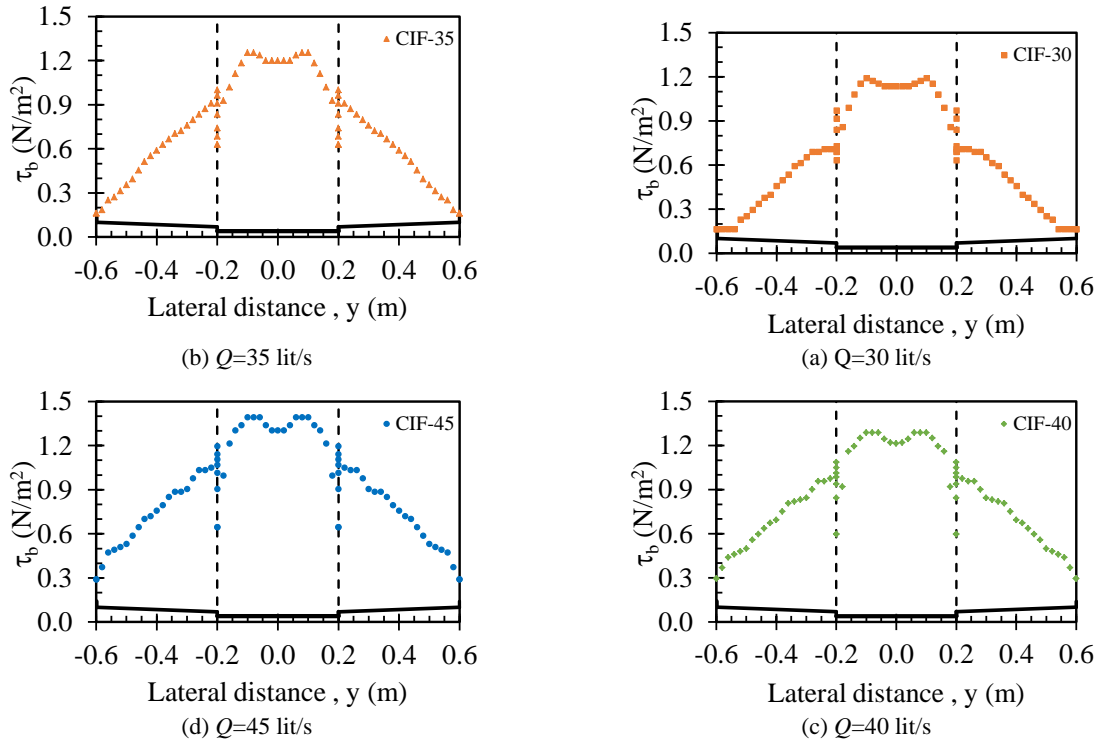 1.5
1.2
0.9
0.6
0.3
0.0
τb (N/m²)
CIF-35
-0.6 -0.4 -0.2 0.0 0.2 0.4 0.6
Lateral distance , y (m)
(b) Q=35 lit/s
1.5
1.2
0.9
0.6
0.3
0.0
τb (N/m²)
CIF-30
-0.6 -0.4 -0.2 0.0 0.2 0.4 0.6
Lateral distance , y (m)
(a) Q=30 lit/s
1.5
1.2
0.9
0.6
0.3
0.0
τb (N/m²)
CIF-45
-0.6 -0.4 -0.2 0.0 0.2 0.4 0.6
Lateral distance , y (m)
(d) Q=45 lit/s
1.5
1.2
0.9
0.6
0.3
0.0
τb (N/m²)
CIF-40
-0.6 -0.4 -0.2 0.0 0.2 0.4 0.6
Lateral distance , y (m)
(c) Q=40 lit/s